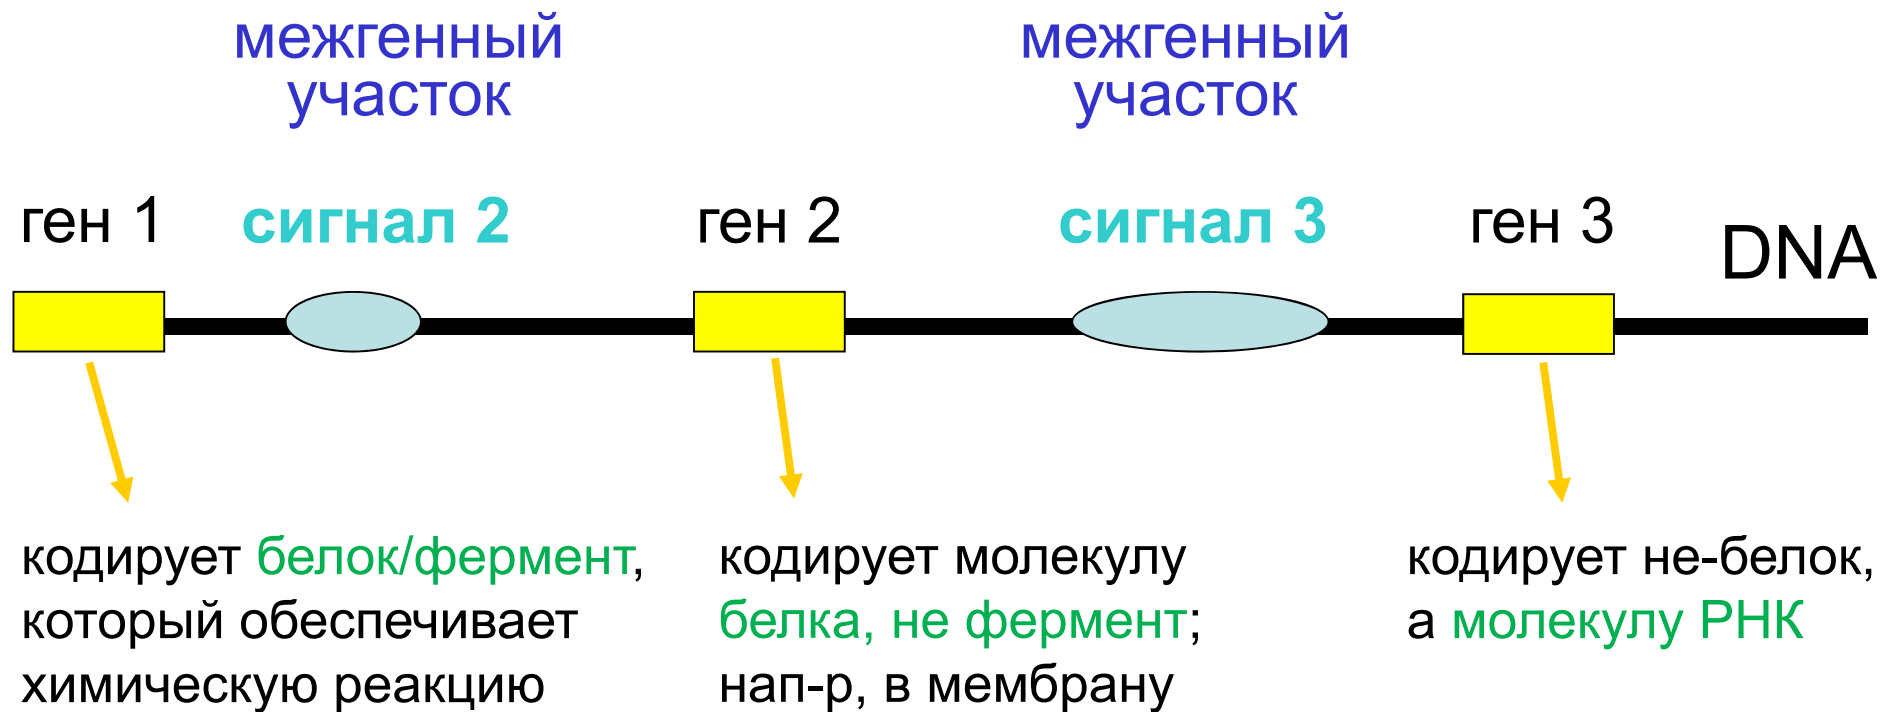 межгенный
участок
межгенный
участок
ген 1
сигнал 2
ген 2
сигнал 3
ген 3
DNA
кодирует белок/фермент,
который обеспечивает
химическую реакцию
кодирует молекулу
белка, не фермент;
нап-р, в мембрану
кодирует не-белок,
а молекулу РНК